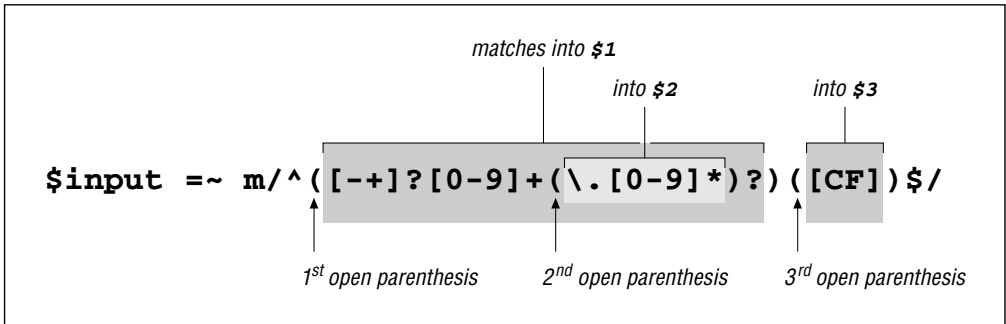 matches into $1
into $2 into $3
$input =~ m/^([-+]?[0-9]+(\.[0-9]*)?)([CF])$/
1st open parenthesis 2nd open parenthesis 3rd open parenthesis